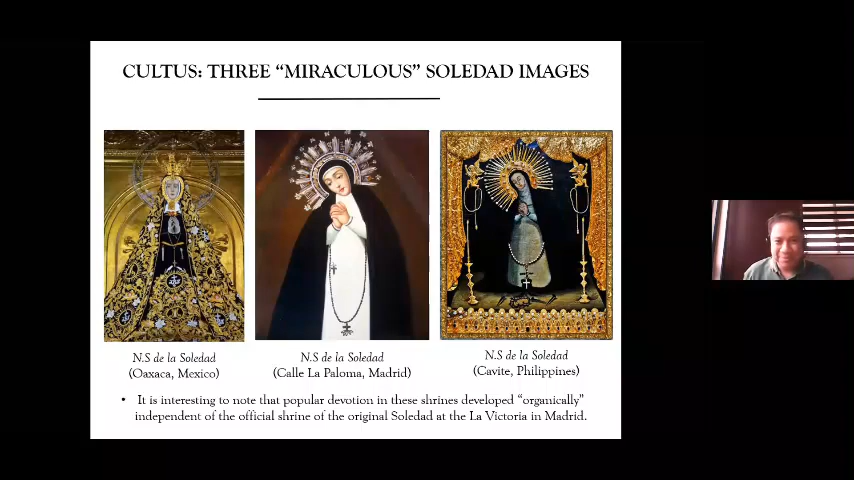 CULTUS: THREE “MIRACULOUS” SOLEDAD IMAGES
N.S de la Soledad
(Oaxaca, Mexico)
N.S de la Soledad
(Calle La Paloma, Madrid)
N.S de la Soledad
(Cavite, Philippines)
• It is interesting to note that popular devotion in these shrines developed “organically”
independent of the official shrine of the original Soledad at the La Victoria in Madrid.